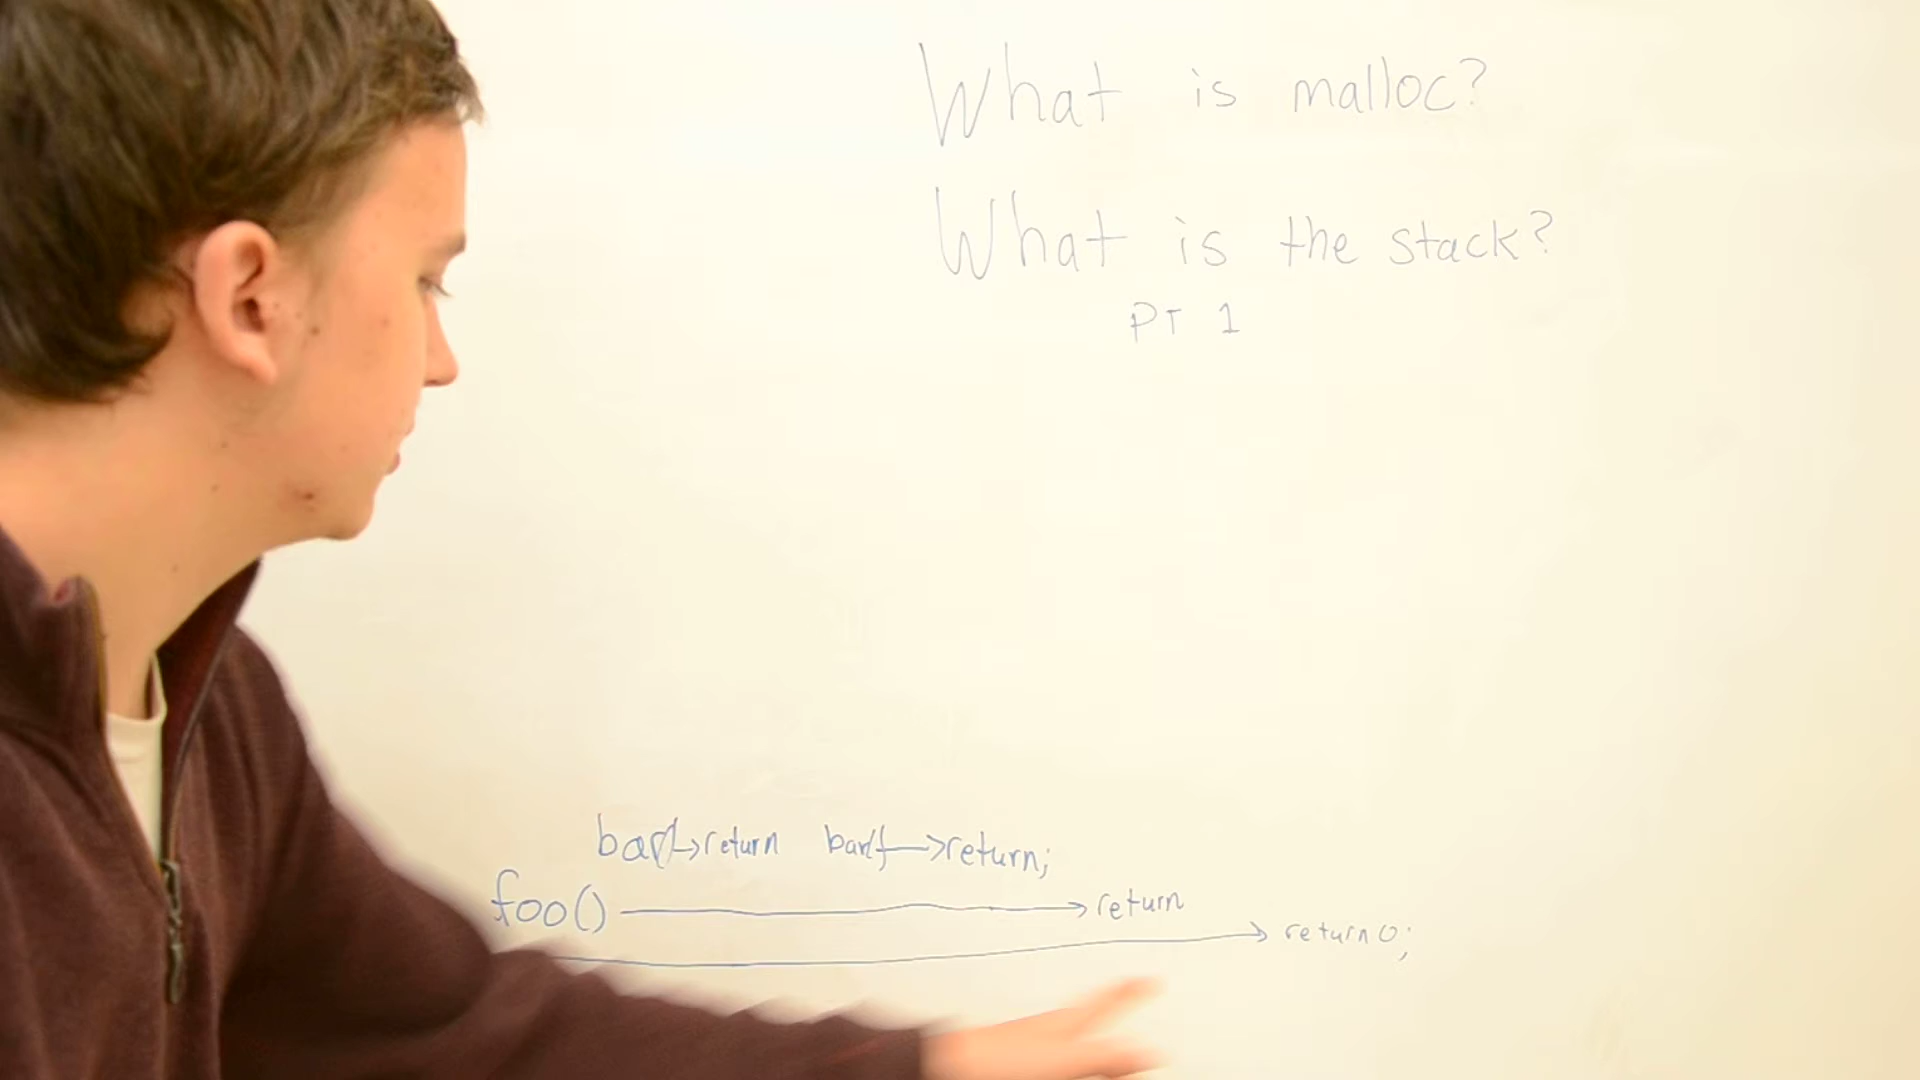 What is malloc?
What is the stack?
PT 1
bar()→return bar()→return;
foo() → return
→ return 0;